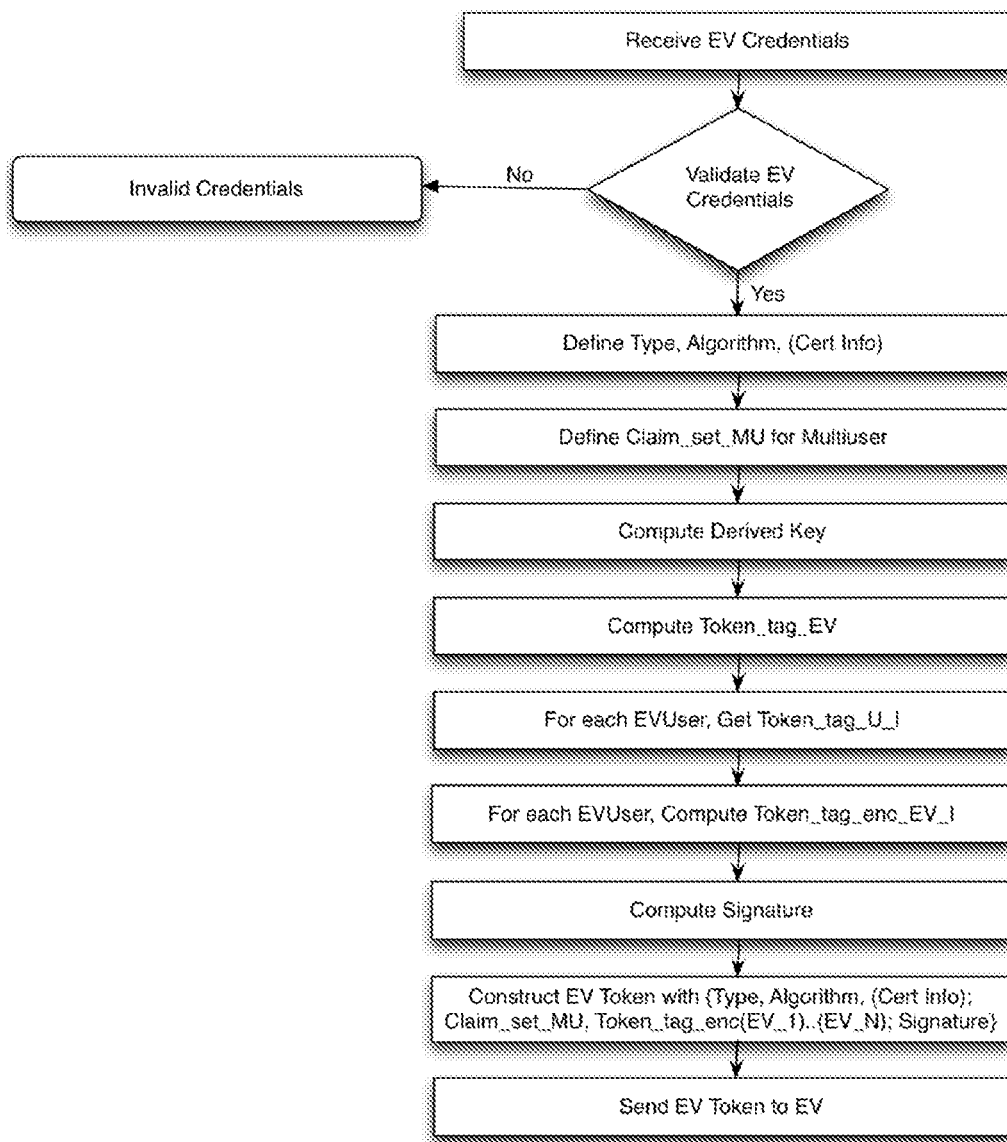 Receive EV Credentials
Validate EV
Credentials
No
Invalid Credentials
Yes
Define Type, Algorithm, (Cert Info)
Define Claim_set_MU for Multiuser
Compute Derived Key
Compute Token_tag_EV
For each EVUser, Get Token_tag_U_I
For each EVUser, Compute Token_tag_enc_EV_I
Compute Signature
Construct EV Token with {Type, Algorithm, (Cert Info);
Claim_set_MU, Token_tag_enc(EV_1)..(EV_N); Signature}
Send EV Token to EV